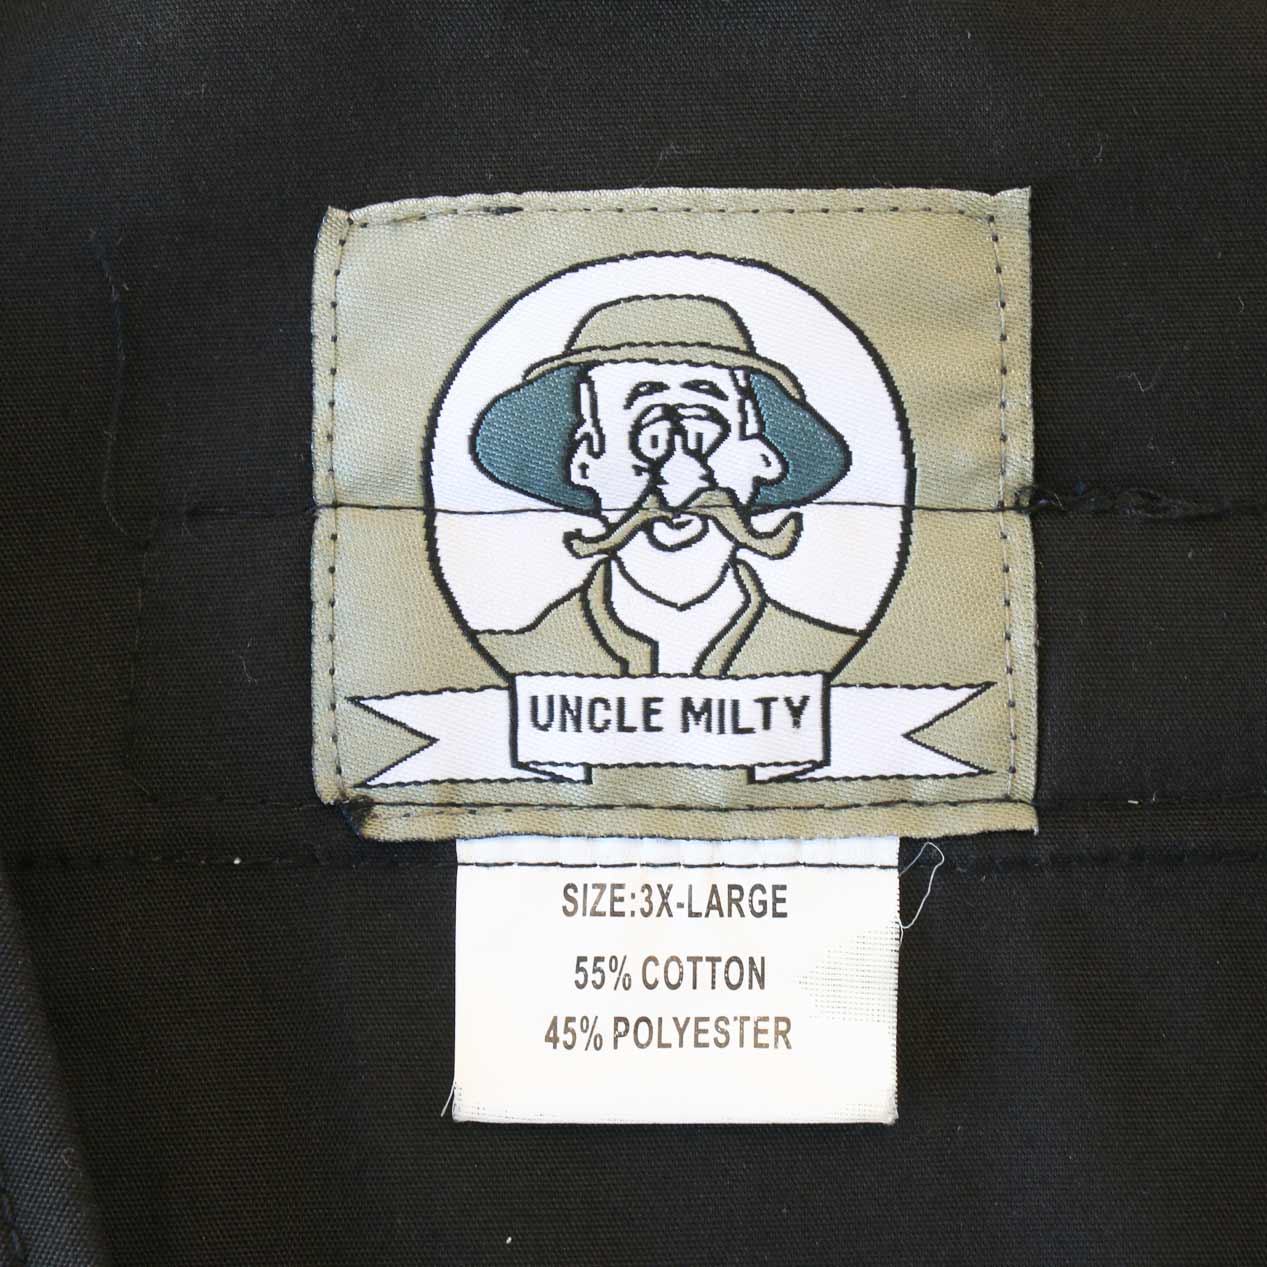 UNCLE MILTY
SIZE:3X-LARGE
55% COTTON
45% POLYESTER